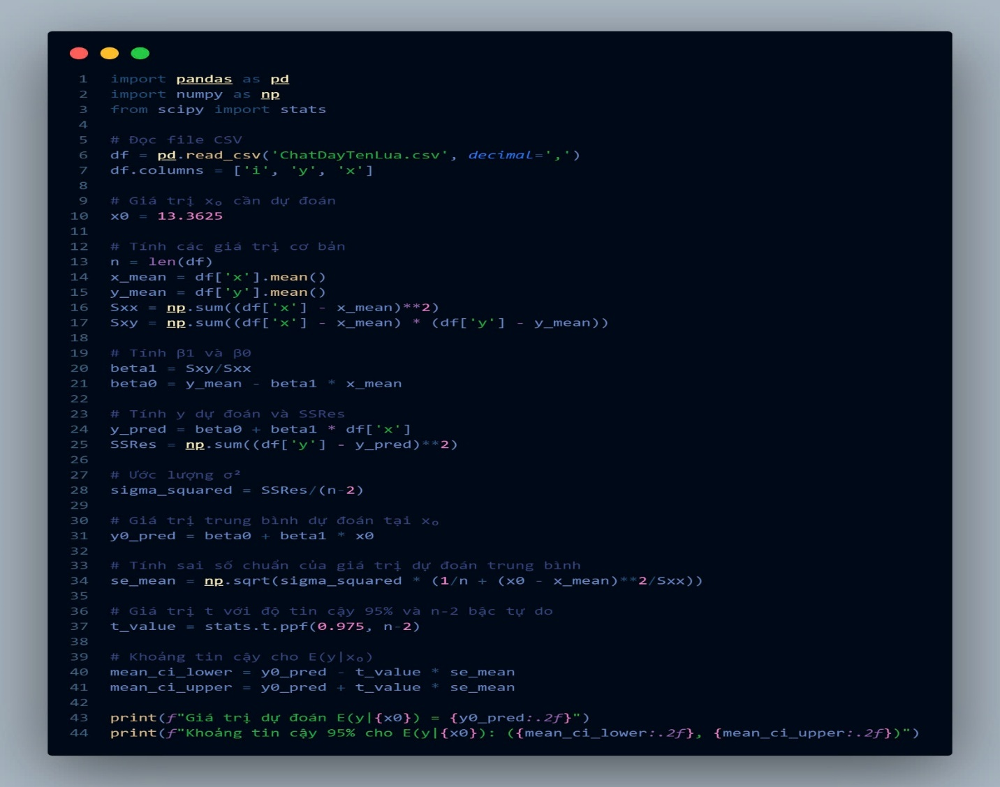 1 import pandas as pd
2 import numpy as np
3 from scipy import stats
4
5 # Đọc file CSV
6 df = pd.read_csv('ChatDayTenLua.csv', decimal=',')
7 df.columns = ['i', 'y', 'x']
8
9 # Giá trị x₀ cần dự đoán
10 x0 = 13.3625
11
12 # Tính các giá trị cơ bản
13 n = len(df)
14 x_mean = df['x'].mean()
15 y_mean = df['y'].mean()
16 Sxx = np.sum((df['x'] - x_mean)**2)
17 Sxy = np.sum((df['x'] - x_mean) * (df['y'] - y_mean))
18
19 # Tính β1 và β0
20 beta1 = Sxy/Sxx
21 beta0 = y_mean - beta1 * x_mean
22
23 # Tính y dự đoán và SSRes
24 y_pred = beta0 + beta1 * df['x']
25 SSRes = np.sum((df['y'] - y_pred)**2)
26
27 # Ước lượng σ²
28 sigma_squared = SSRes/(n-2)
29
30 # Giá trị trung bình dự đoán tại x₀
31 y0_pred = beta0 + beta1 * x0
32
33 # Tính sai số chuẩn của giá trị dự đoán trung bình
34 se_mean = np.sqrt(sigma_squared * (1/n + (x0 - x_mean)**2/Sxx))
35
36 # Giá trị t với độ tin cậy 95% và n-2 bậc tự do
37 t_value = stats.t.ppf(0.975, n-2)
38
39 # Khoảng tin cậy cho E(y|x₀)
40 mean_ci_lower = y0_pred - t_value * se_mean
41 mean_ci_upper = y0_pred + t_value * se_mean
42
43 print(f"Giá trị dự đoán E(y|{x0}) = {y0_pred:.2f}")
44 print(f"Khoảng tin cậy 95% cho E(y|{x0}): ({mean_ci_lower:.2f}, {mean_ci_upper:.2f})")